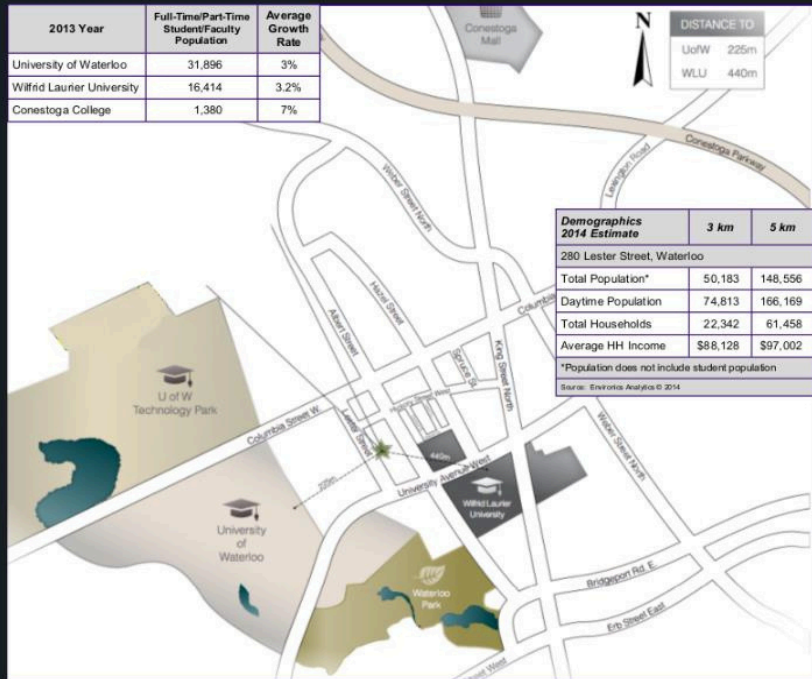 2013 Year
Full-Time/Part-Time
Student/Faculty
Population
Average
Growth
Rate
University of Waterloo 31,896 3%
Wilfrid Laurier University 16,414 3.2%
Conestoga College 1,380 7%
Conestoga
Mall
N
DISTANCE TO
UofW 225m
WLU 440m
Conestoga Parkway
Lexington Road
Weber Street North
Demographics
2014 Estimate
3 km 5 km
280 Lester Street, Waterloo
Total Population* 50,183 148,556
Daytime Population 74,813 166,169
Total Households 22,342 61,458
Average HH Income $88,128 $97,002
*Population does not include student population
Source: Environics Analytics © 2014
Hazel Street
Albert Street
Columbia
Spruce St.
King Street North
Hickory Street West
U of W
Technology Park
Columbia Street W.
Lester Street
440m
225m
University Avenue West
Weber Street North
Wilfrid Laurier
University
University
of
Waterloo
Waterloo
Park
Bridgeport Rd. E.
Erb Street East
Street West